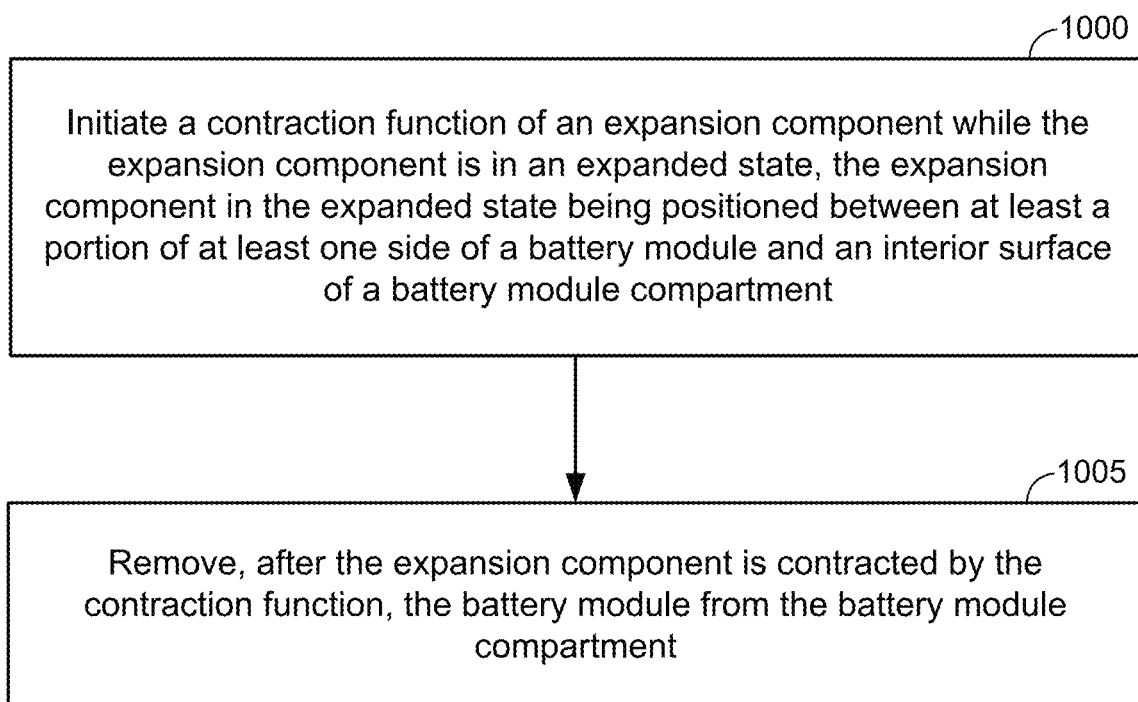 1000
Initiate a contraction function of an expansion component while the
expansion component is in an expanded state, the expansion
component in the expanded state being positioned between at least a
portion of at least one side of a battery module and an interior surface
of a battery module compartment
1005
Remove, after the expansion component is contracted by the
contraction function, the battery module from the battery module
compartment